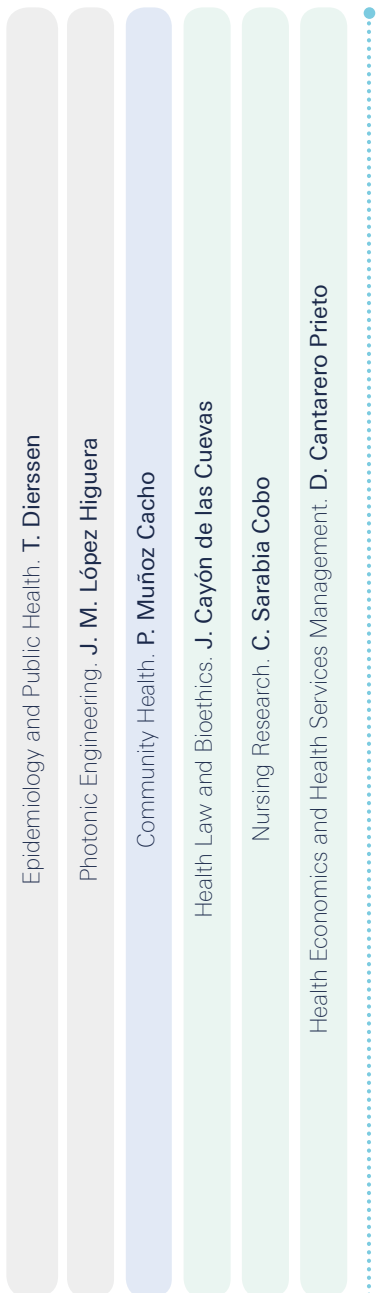 Epidemiology and Public Health. T. Dierssen
Photonic Engineering. J. M. López Higuera
Community Health. P. Muñoz Cacho
Health Law and Bioethics. J. Cayón de las Cuevas
Nursing Research. C. Sarabia Cobo
Health Economics and Health Services Management. D. Cantarero Prieto